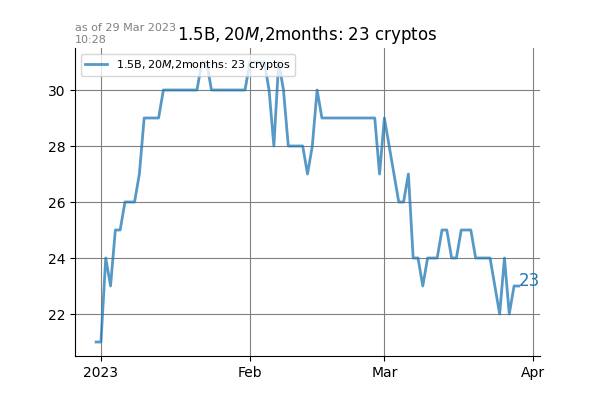 as of 29 Mar 2023
10:28
1.5B, 20M,2months: 23 cryptos
1.5B, 20M,2months: 23 cryptos
30
28
26
24
22
23
2023
Feb
Mar
Apr